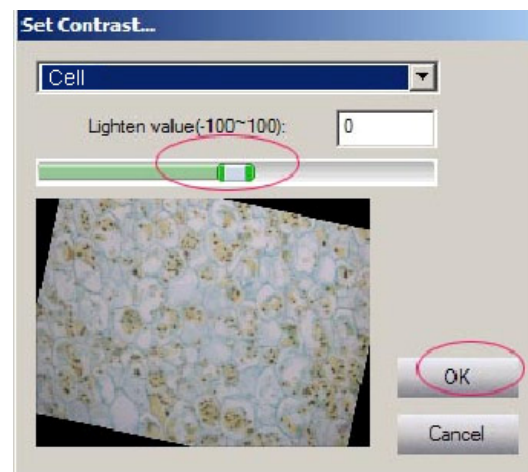 Set Contrast...
Cell
Lighten value(-100~100): 0
OK
Cancel